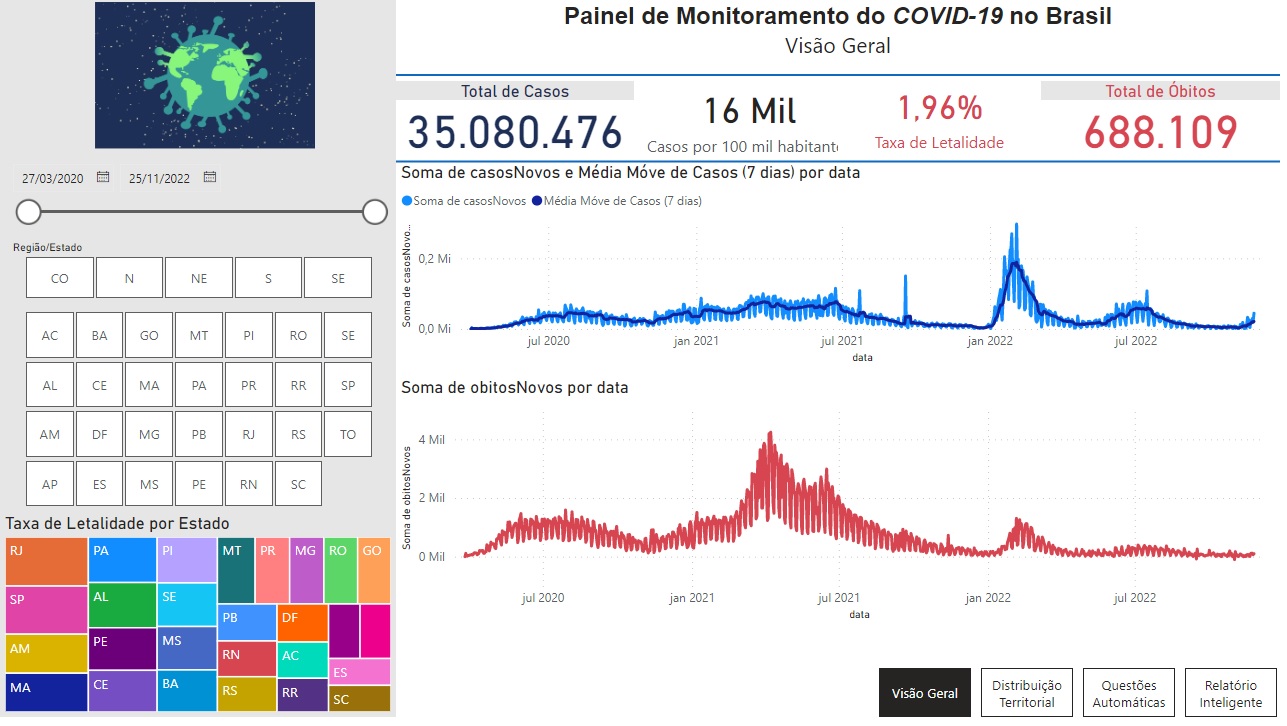 Painel de Monitoramento do COVID-19 no Brasil
Visão Geral
Total de Casos
35.080.476
16 Mil
Casos por 100 mil habitant
1,96%
Taxa de Letalidade
Total de Óbitos
688.109
27/03/2020
25/11/2022
Região/Estado
CO N NE S SE
AC BA GO MT PI RO SE
AL CE MA PA PR RR SP
AM DF MG PB RJ RS TO
AP ES MS PE RN SC
Taxa de Letalidade por Estado
RJ PA PI MT PR MG RO GO
SP AL SE PB DF
AM PE MS RN AC ES
MA CE BA RS RR SC
Soma de casosNovos e Média Móve de Casos (7 dias) por data
Soma de casosNovos Média Móve de Casos (7 dias)
Soma de casosNovo...
0,2 Mi
0,0 Mi
jul 2020 jan 2021 jul 2021 jan 2022 jul 2022
data
Soma de obitosNovos por data
Soma de obitosNovos
4 Mil
2 Mil
0 Mil
jul 2020 jan 2021 jul 2021 jan 2022 jul 2022
data
Visão Geral
Distribuição
Territorial
Questões
Automáticas
Relatório
Inteligente